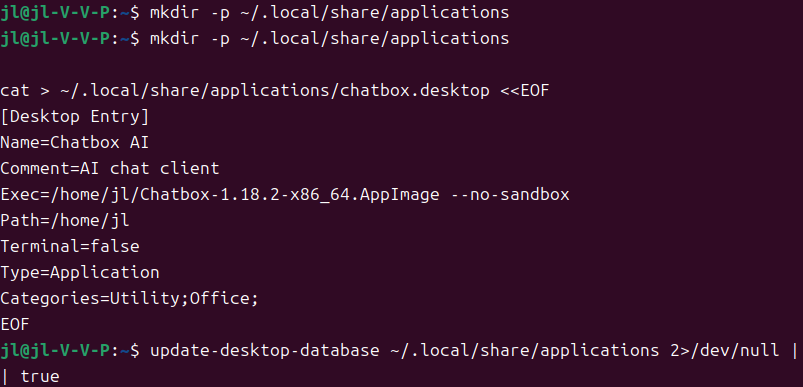 jl@jl-V-V-P:~$ mkdir -p ~/.local/share/applications
jl@jl-V-V-P:~$ mkdir -p ~/.local/share/applications

cat > ~/.local/share/applications/chatbox.desktop <<EOF
[Desktop Entry]
Name=Chatbox AI
Comment=AI chat client
Exec=/home/jl/Chatbox-1.18.2-x86_64.AppImage --no-sandbox
Path=/home/jl
Terminal=false
Type=Application
Categories=Utility;Office;
EOF
jl@jl-V-V-P:~$ update-desktop-database ~/.local/share/applications 2>/dev/null |
| true